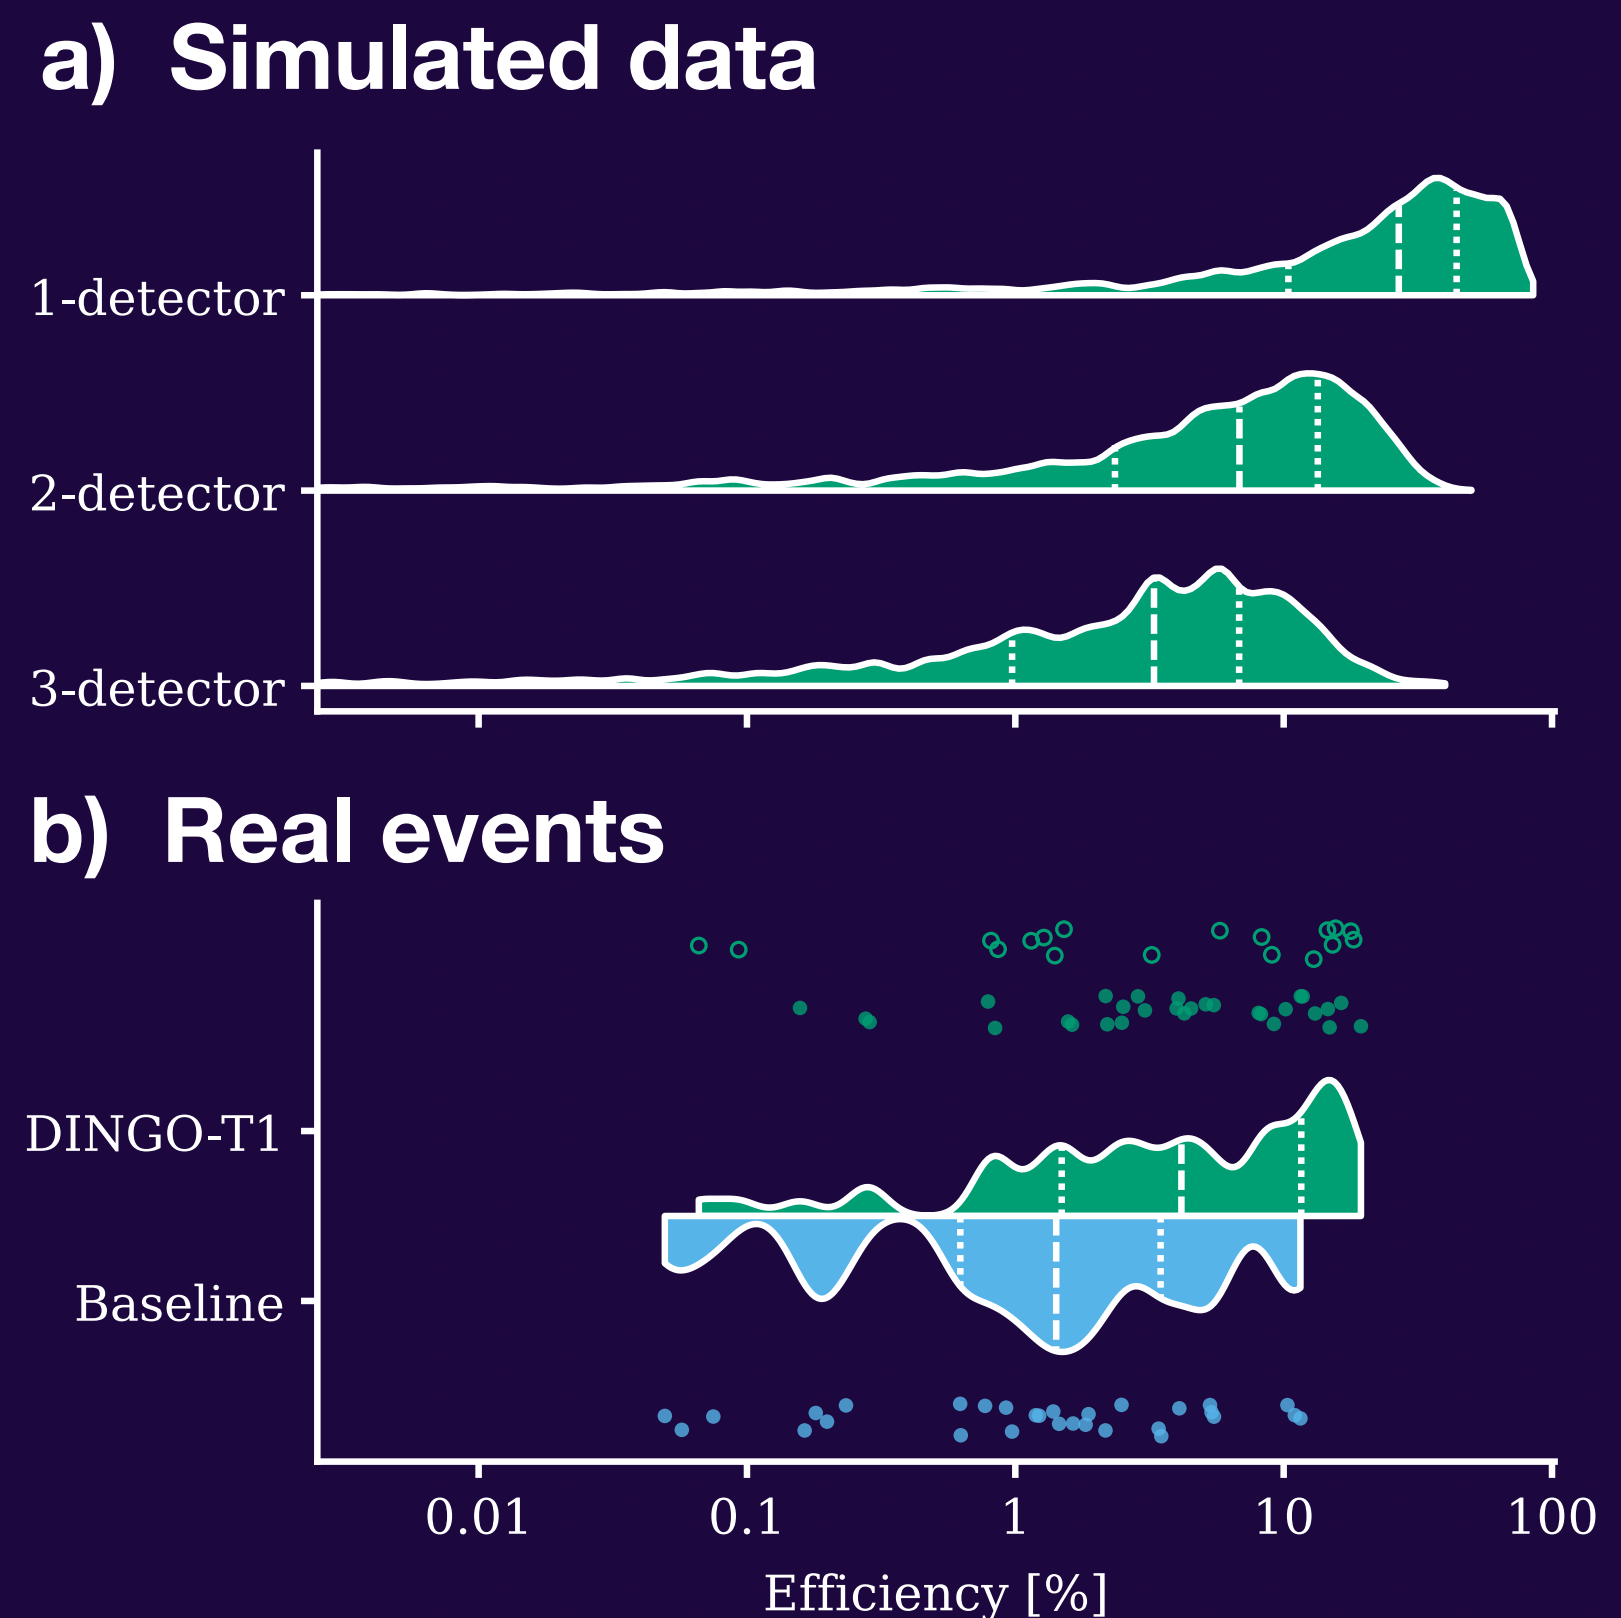 a) Simulated data
1-detector
2-detector
3-detector
b) Real events
DINGO-T1
Baseline
0.01 0.1 1 10 100
Efficiency [%]